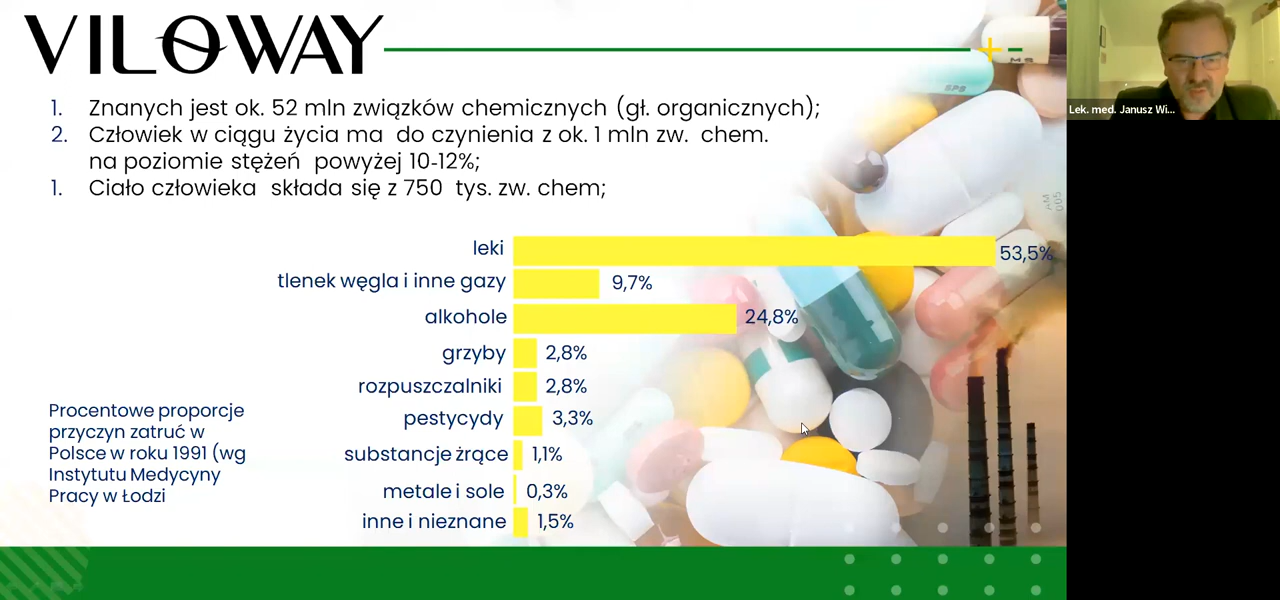 VILOWAY
1. Znanych jest ok. 52 mln związków chemicznych (gł. organicznych);
2. Człowiek w ciągu życia ma do czynienia z ok. 1 mln zw. chem.
na poziomie stężeń powyżej 10-12%;
1. Ciało człowieka składa się z 750 tys. zw. chem;
leki 53,5%
tlenek węgla i inne gazy 9,7%
alkohole 24,8%
grzyby 2,8%
rozpuszczalniki 2,8%
pestycydy 3,3%
substancje żrące 1,1%
metale i sole 0,3%
inne i nieznane 1,5%
Procentowe proporcje
przyczyn zatruć w
Polsce w roku 1991 (wg
Instytutu Medycyny
Pracy w Łodzi
Lek. med. Janusz Wi...
MS
AM
005